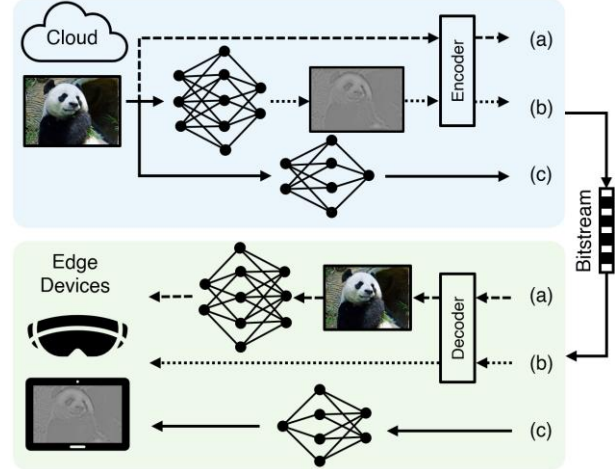 Cloud
Encoder
(a)
(b)
(c)
Bitstream
Edge
Devices
Decoder
(a)
(b)
(c)